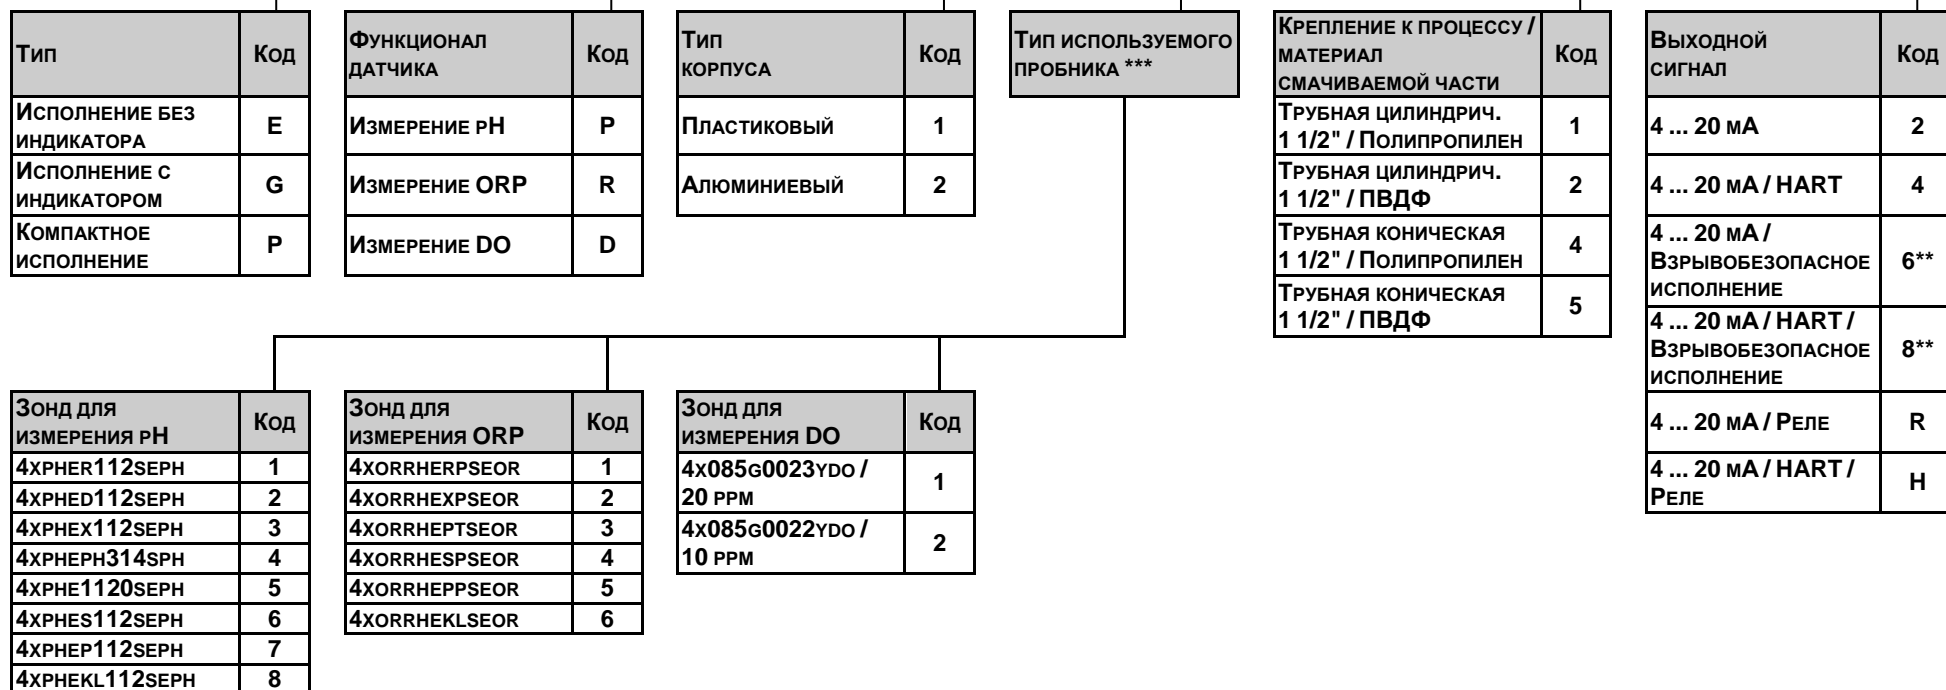 Тип Код
Исполнение без
индикатора E
Исполнение с
индикатором G
Компактное
исполнение P
Функционал
датчика Код
Измерение pH P
Измерение ORP R
Измерение DO D
Тип
корпуса Код
Пластиковый 1
Алюминиевый 2
Тип используемого
пробника ***
Крепление к процессу /
материал
смачиваемой части Код
Трубная цилиндрич.
1 1/2" / Полипропилен 1
Трубная цилиндрич.
1 1/2" / ПВДФ 2
Трубная коническая
1 1/2" / Полипропилен 4
Трубная коническая
1 1/2" / ПВДФ 5
Выходной
сигнал Код
4 ... 20 мА 2
4 ... 20 мА / HART 4
4 ... 20 мА /
Взрывобезопасное
исполнение 6**
4 ... 20 мА / HART /
Взрывобезопасное
исполнение 8**
4 ... 20 мА / Реле R
4 ... 20 мА / HART /
Реле H
Зонд для
измерения pH Код
4xpher112seph 1
4xphed112seph 2
4xphex112seph 3
4xpheph314sph 4
4xphe1120seph 5
4xphes112seph 6
4xphep112seph 7
4xphekl112seph 8
Зонд для
измерения ORP Код
4xorrherpseor 1
4xorrhexpseor 2
4xorrheptseor 3
4xorrhespseor 4
4xorrheppseor 5
4xorrheklseor 6
Зонд для
измерения DO Код
4x085g0023ydo /
20 ppm 1
4x085g0022ydo /
10 ppm 2